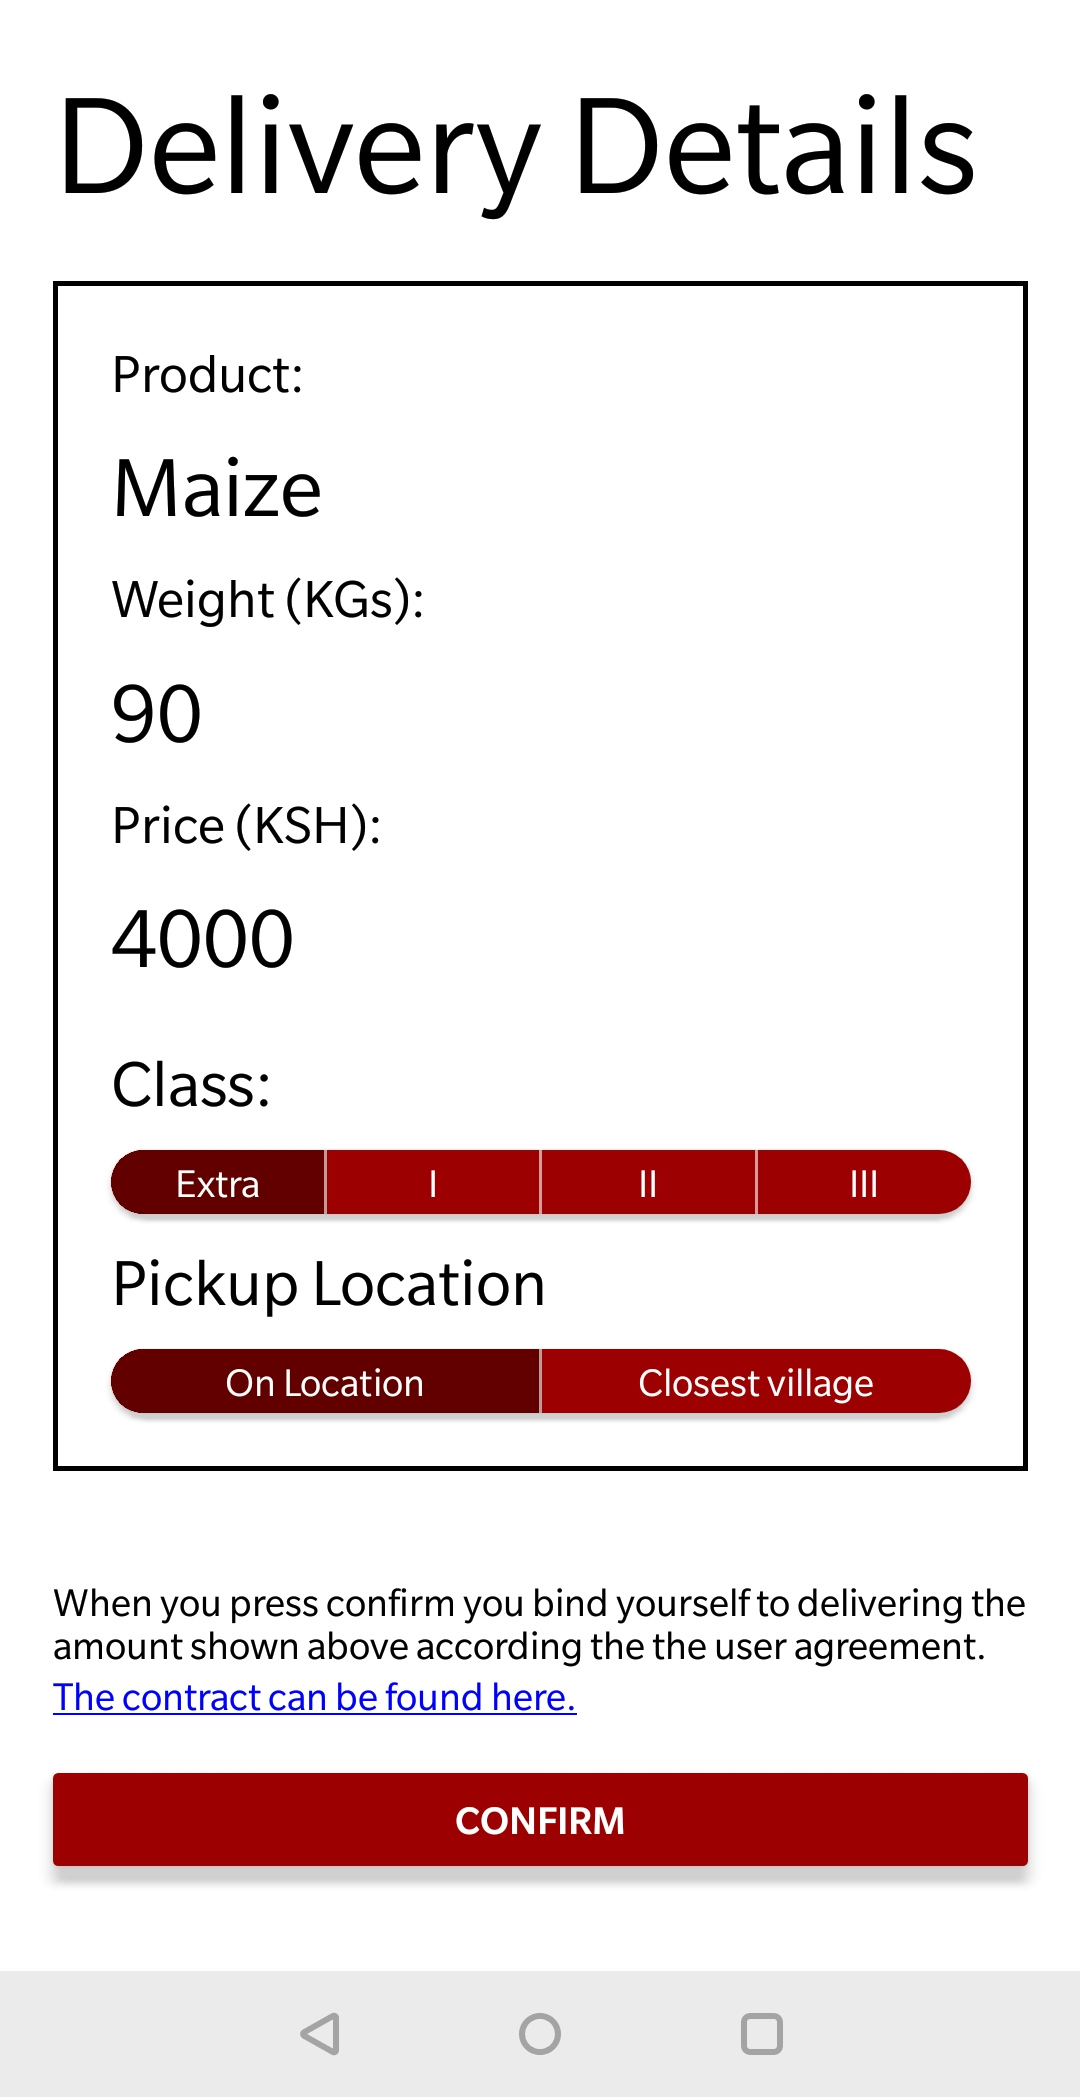 Delivery Details
Product:
Maize
Weight (KGs):
90
Price (KSH):
4000
Class:
Extra
I
II
III
Pickup Location
On Location
Closest village
When you press confirm you bind yourself to delivering the
amount shown above according the the user agreement.
The contract can be found here.
CONFIRM